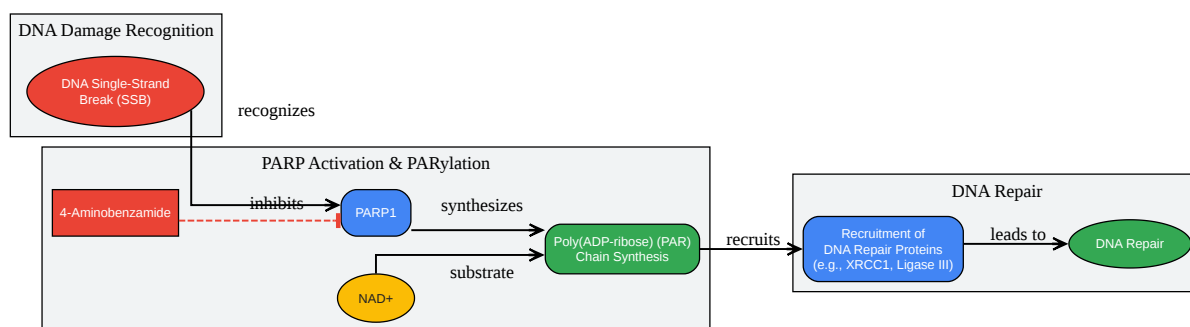 DNA Damage Recognition
DNA Single-Strand
Break (SSB)
recognizes
PARP Activation & PARylation
4-Aminobenzamide
inhibits
PARP1
synthesizes
Poly(ADP-ribose) (PAR)
Chain Synthesis
substrate
NAD+
recruits
DNA Repair
Recruitment of
DNA Repair Proteins
(e.g., XRCC1, Ligase III)
leads to
DNA Repair